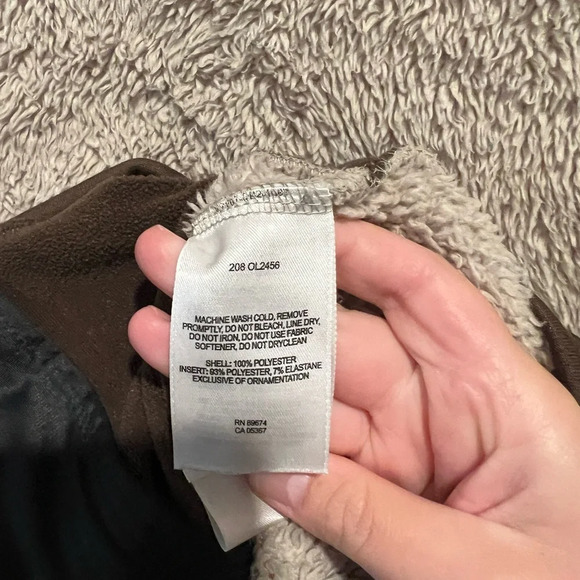 208 OL2456
MACHINE WASH COLD, REMOVE
PROMPTLY, DO NOT BLEACH, LINE DRY,
DO NOT IRON, DO NOT USE FABRIC
SOFTENER, DO NOT DRYCLEAN
SHELL: 100% POLYESTER
INSERT: 93% POLYESTER, 7% ELASTANE
EXCLUSIVE OF ORNAMENTATION
RN 89674
CA 05367